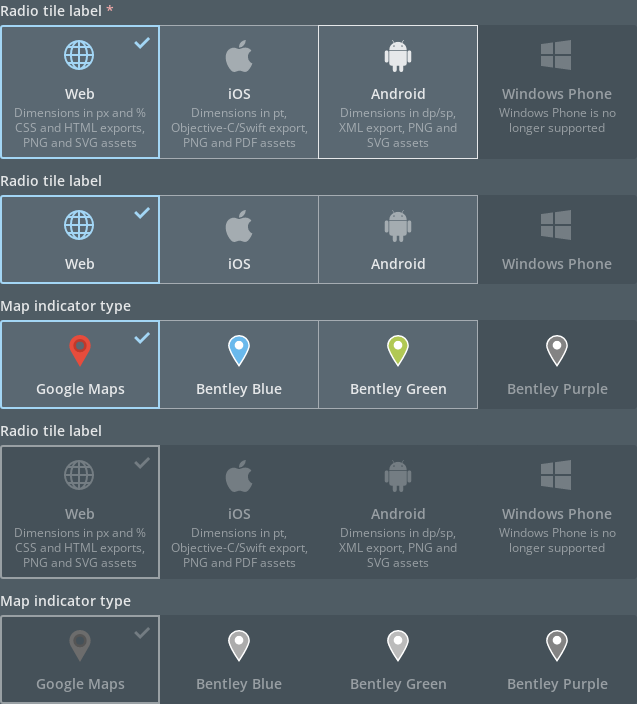 Radio tile label *
Web iOS Android Windows Phone
Dimensions in px and % Dimensions in pt, Dimensions in dp/sp, Windows Phone is no
CSS and HTML exports, Objective-C/Swift export, XML export, PNG and longer supported
PNG and SVG assets PNG and PDF assets SVG assets
Radio tile label
Web iOS Android Windows Phone
Map indicator type
Google Maps Bentley Blue Bentley Green Bentley Purple
Radio tile label
Web iOS Android Windows Phone
Dimensions in px and % Dimensions in pt, Dimensions in dp/sp, Windows Phone is no
CSS and HTML exports, Objective-C/Swift export, XML export, PNG and longer supported
PNG and SVG assets PNG and PDF assets SVG assets
Map indicator type
Google Maps Bentley Blue Bentley Green Bentley Purple